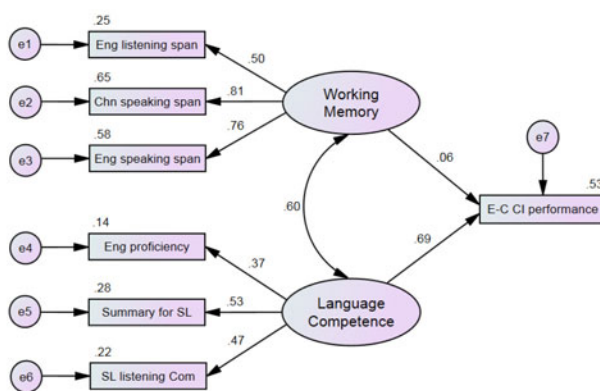 .25
e1
Eng listening span
.50
.65
e2
Chn speaking span
.81
Working
Memory
.58
.76
e3
Eng speaking span
e7
.06
.53
E-C CI performance
.60
.14
.69
e4
Eng proficiency
.37
.28
e5
Summary for SL
.53
Language
Competence
.22
.47
e6
SL listening Com